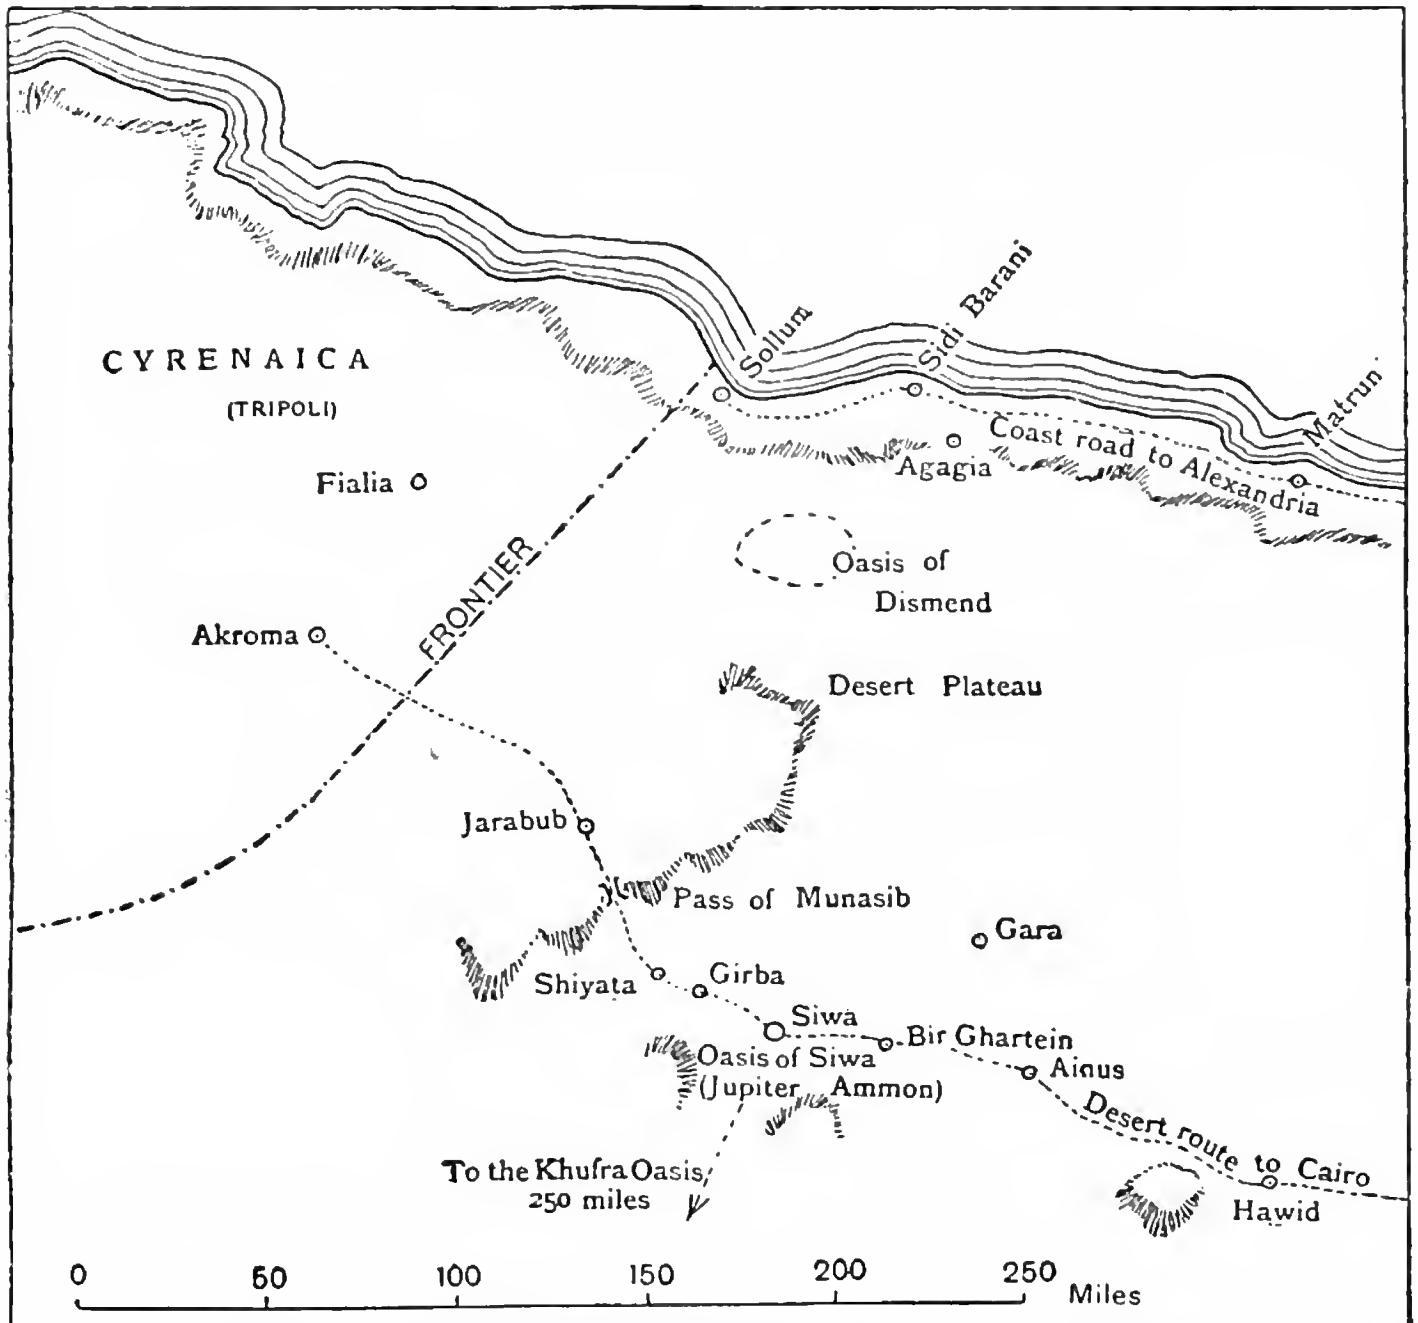 Sollum
Sidi Barani
Matrun
CYRENAICA
(TRIPOLI)
Coast road to Alexandria
Agagia
Fialia
FRONTIER
Oasis of
Dismend
Akroma
Desert Plateau
Jarabub
Pass of Munasib
Gara
Shiyata
Girba
Siwa
Bir Ghartein
Oasis of Siwa
(Jupiter Ammon)
Ainus
Desert route to Cairo
To the Khufra Oasis
250 miles
Hawid
0 50 100 150 200 250
Miles